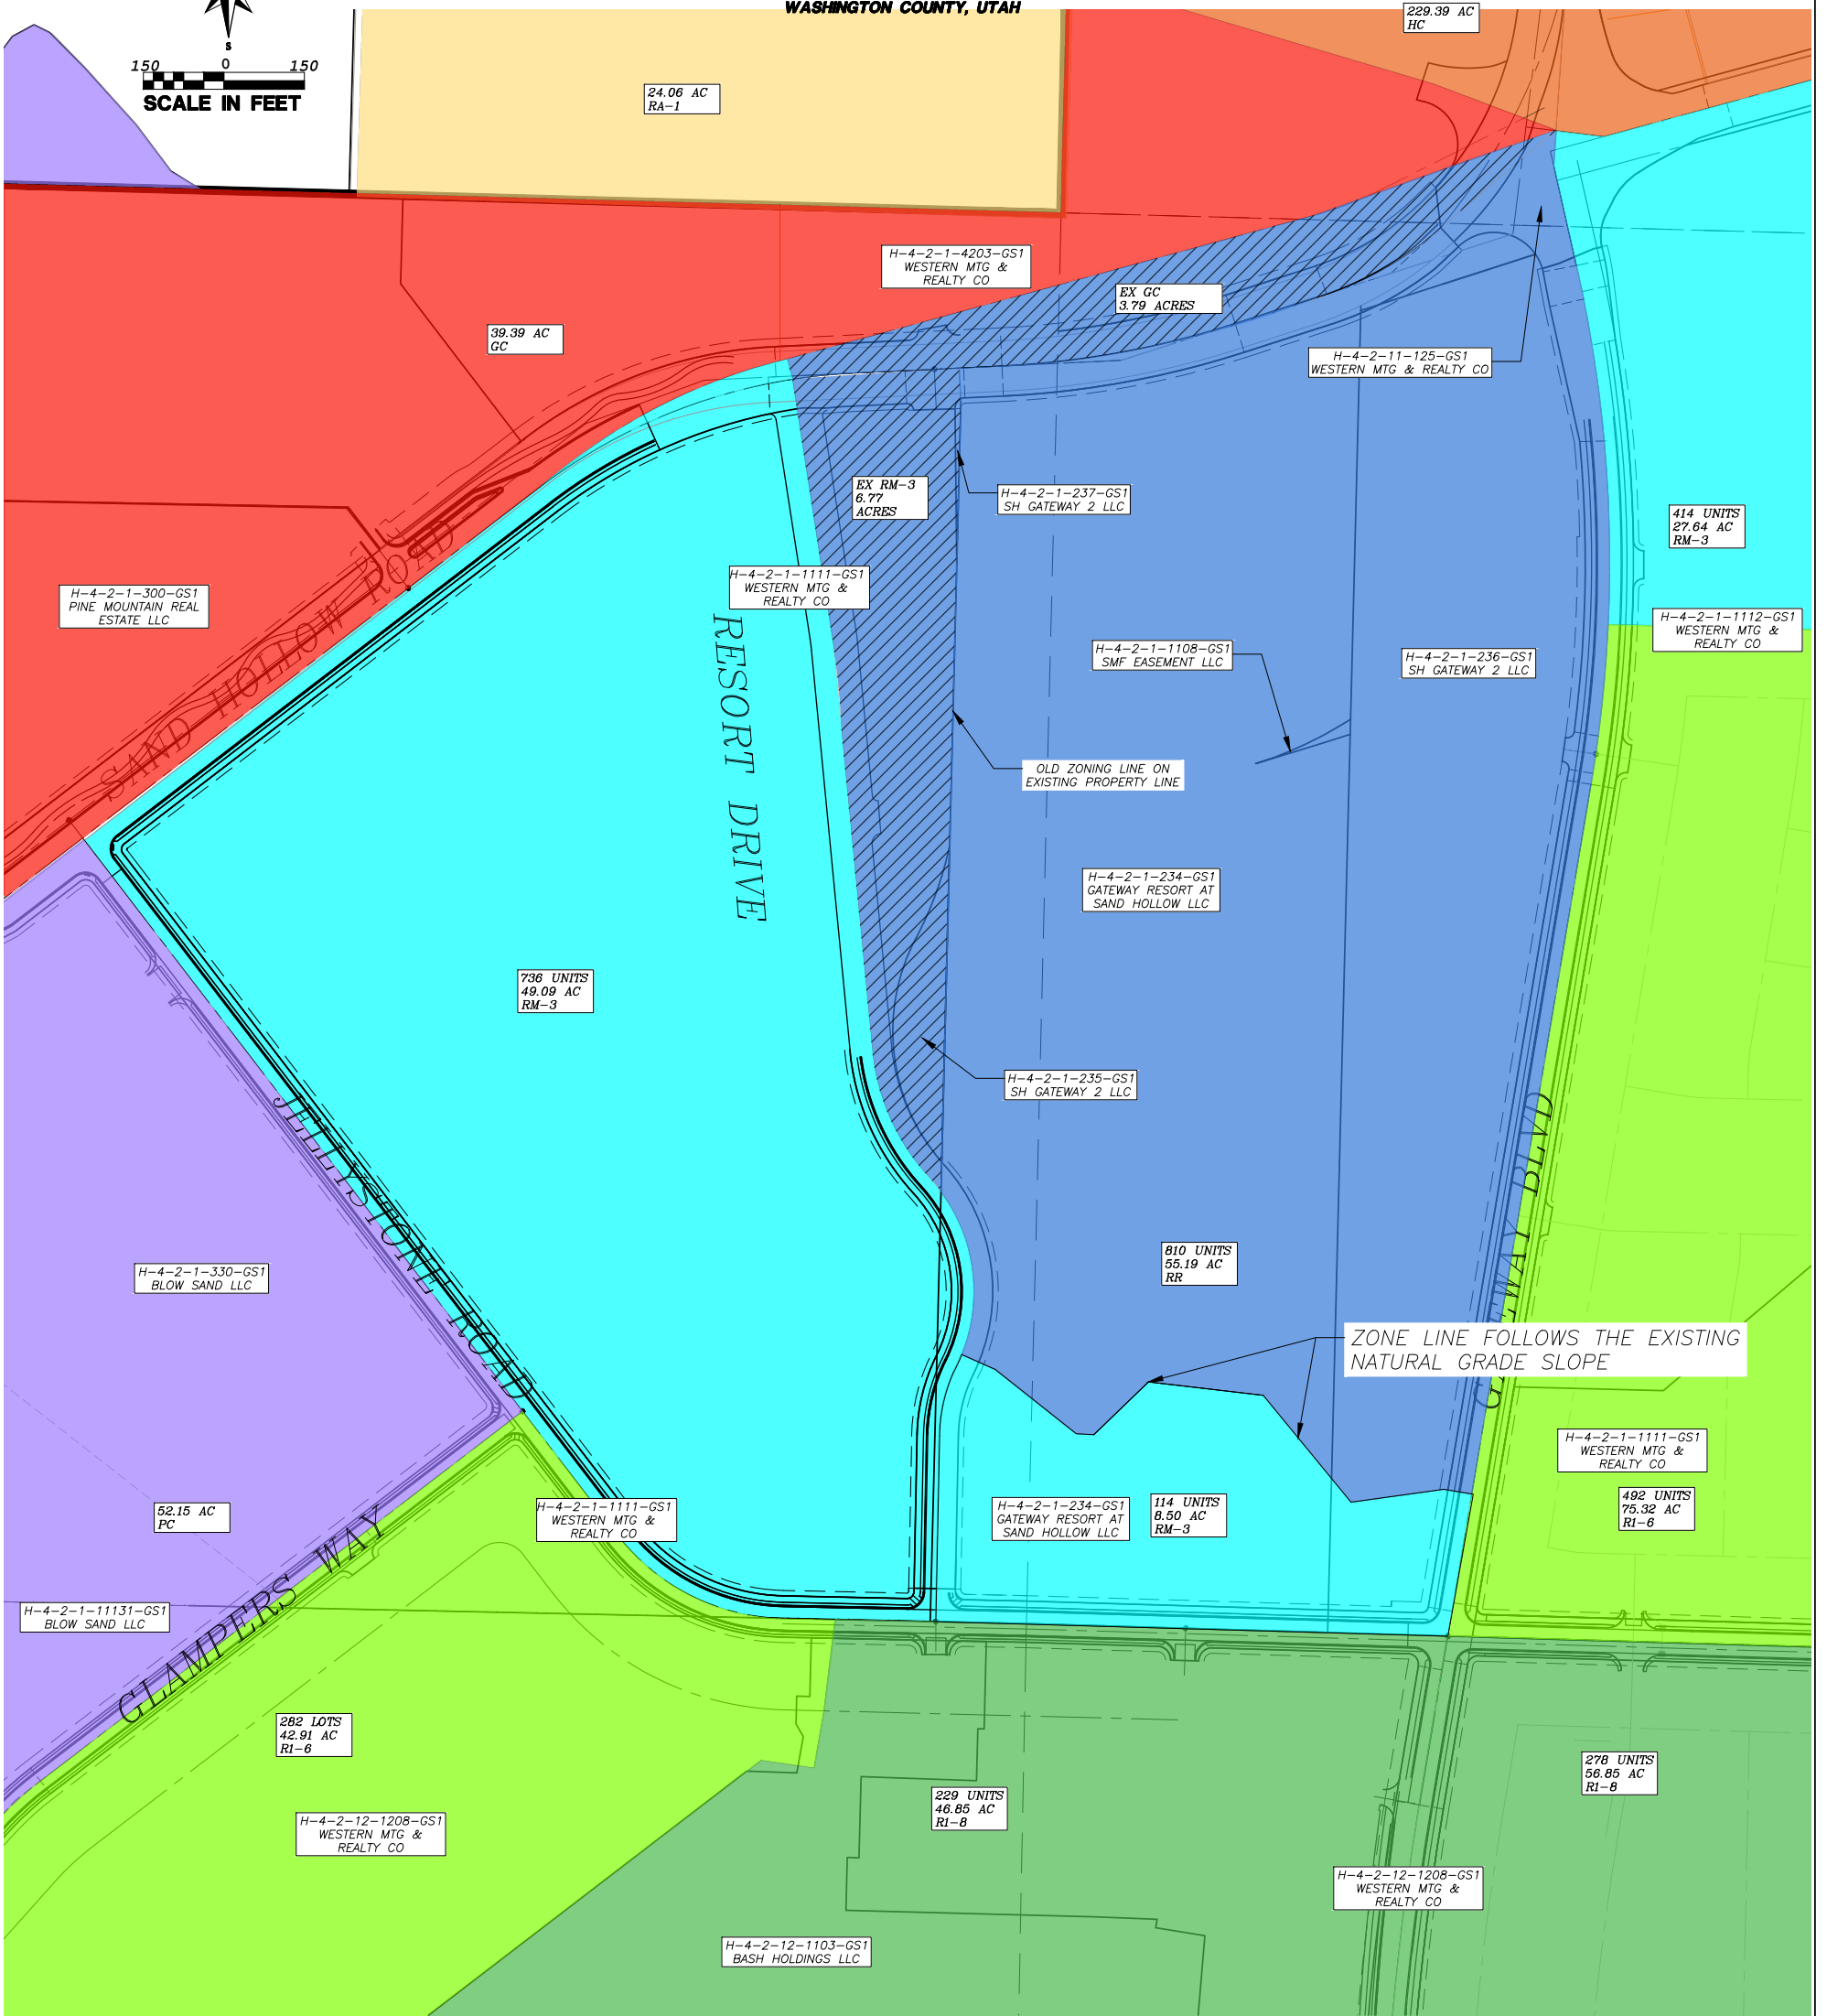 WASHINGTON COUNTY, UTAH
229.39 AC
HC
S
150 0 150
SCALE IN FEET
24.06 AC
RA-1
H-4-2-1-4203-GS1
WESTERN MTG &
REALTY CO
EX GC
3.79 ACRES
39.39 AC
GC
H-4-2-11-125-GS1
WESTERN MTG & REALTY CO
EX RM-3
6.77
ACRES
H-4-2-1-237-GS1
SH GATEWAY 2 LLC
414 UNITS
27.64 AC
RM-3
H-4-2-1-300-GS1
PINE MOUNTAIN REAL
ESTATE LLC
H-4-2-1-1111-GS1
WESTERN MTG &
REALTY CO
SAND HOLLOW ROAD
RESORT DRIVE
H-4-2-1-1108-GS1
SMF EASEMENT LLC
H-4-2-1-236-GS1
SH GATEWAY 2 LLC
H-4-2-1-1112-GS1
WESTERN MTG &
REALTY CO
OLD ZONING LINE ON
EXISTING PROPERTY LINE
H-4-2-1-234-GS1
GATEWAY RESORT AT
SAND HOLLOW LLC
736 UNITS
49.09 AC
RM-3
H-4-2-1-235-GS1
SH GATEWAY 2 LLC
JELLYSTONE ROAD
H-4-2-1-330-GS1
BLOW SAND LLC
810 UNITS
55.19 AC
RR
GATEWAY BLVD
ZONE LINE FOLLOWS THE EXISTING
NATURAL GRADE SLOPE
H-4-2-1-1111-GS1
WESTERN MTG &
REALTY CO
52.15 AC
PC
H-4-2-1-1111-GS1
WESTERN MTG &
REALTY CO
H-4-2-1-234-GS1
GATEWAY RESORT AT
SAND HOLLOW LLC
114 UNITS
8.50 AC
RM-3
492 UNITS
75.32 AC
R1-6
GLAMPERS WAY
H-4-2-1-11131-GS1
BLOW SAND LLC
282 LOTS
42.91 AC
R1-6
229 UNITS
46.85 AC
R1-8
278 UNITS
56.85 AC
R1-8
H-4-2-12-1208-GS1
WESTERN MTG &
REALTY CO
H-4-2-12-1208-GS1
WESTERN MTG &
REALTY CO
H-4-2-12-1103-GS1
BASH HOLDINGS LLC